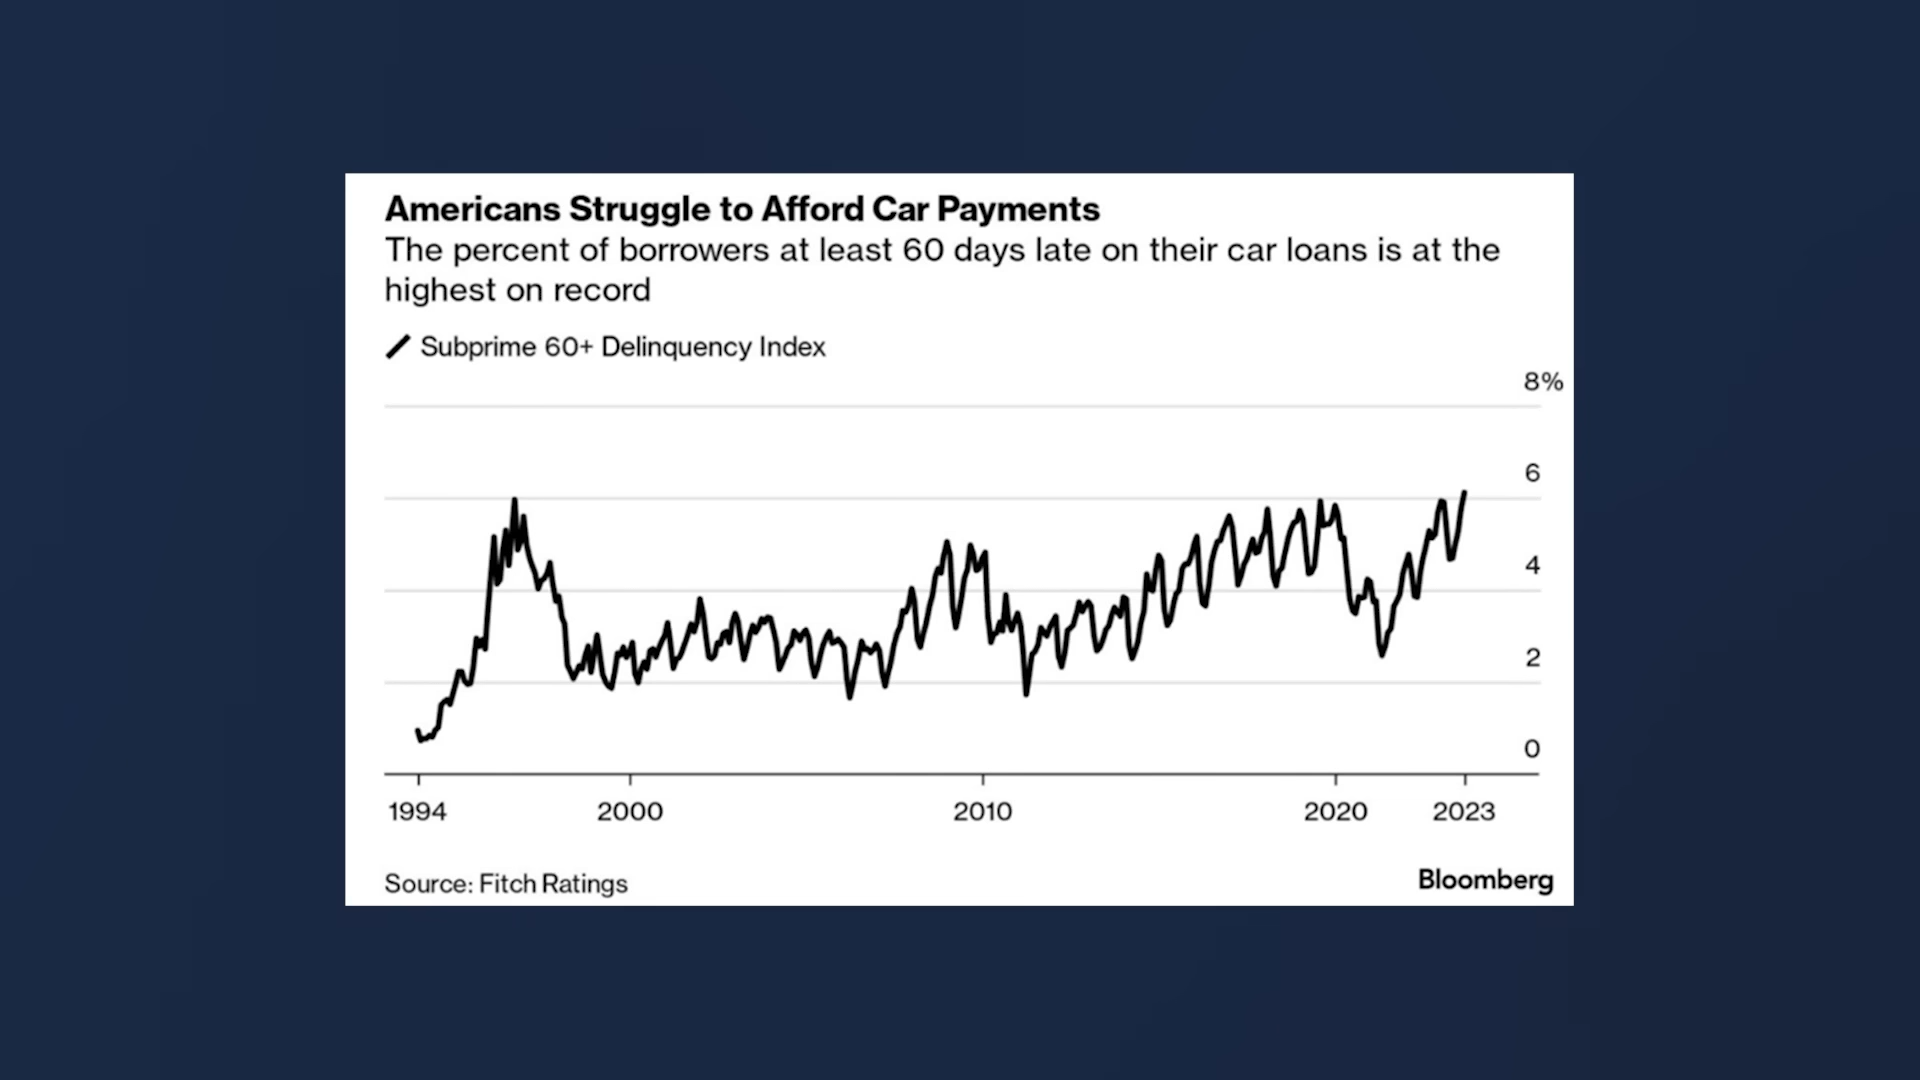 Americans Struggle to Afford Car Payments
The percent of borrowers at least 60 days late on their car loans is at the
highest on record
Subprime 60+ Delinquency Index
8%
6
4
2
0
1994 2000 2010 2020 2023
Source: Fitch Ratings
Bloomberg